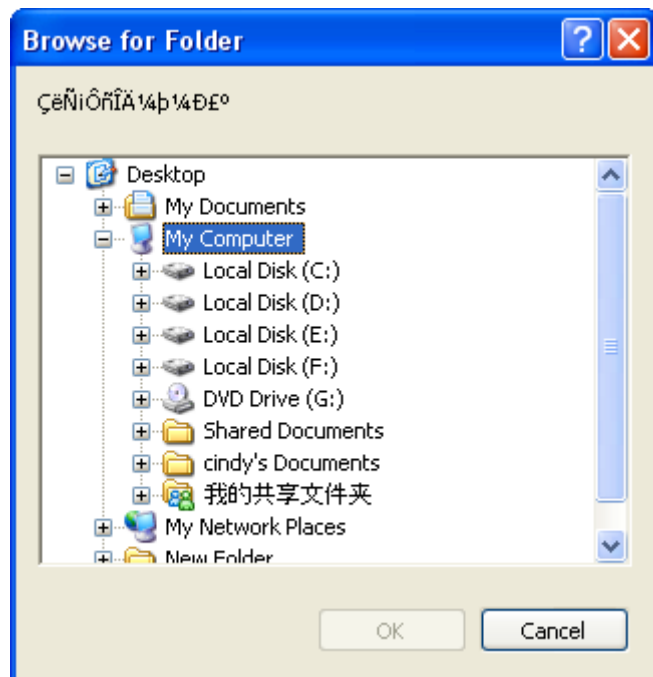 Browse for Folder
ÇëÑ¡ÔñÎÄ¼þ¼Ð£º
Desktop
My Documents
My Computer
Local Disk (C:)
Local Disk (D:)
Local Disk (E:)
Local Disk (F:)
DVD Drive (G:)
Shared Documents
cindy's Documents
我的共享文件夹
My Network Places
New Folder
OK Cancel